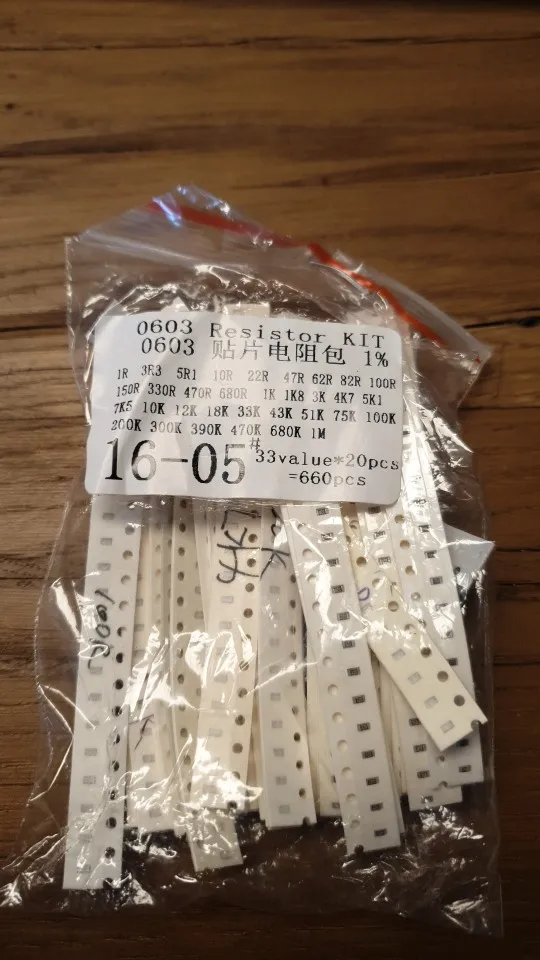 0603 Resistor KIT
0603 贴片电阻包 1%
1R 3R3 5R1 10R 22R 47R 62R 82R 100R
150R 330R 470R 680R 1K 1K8 3K 4K7 5K1
7K5 10K 12K 18K 33K 43K 51K 75K 100K
200K 300K 390K 470K 680K 1M
16-05# 33value*20pcs
=660pcs
100R